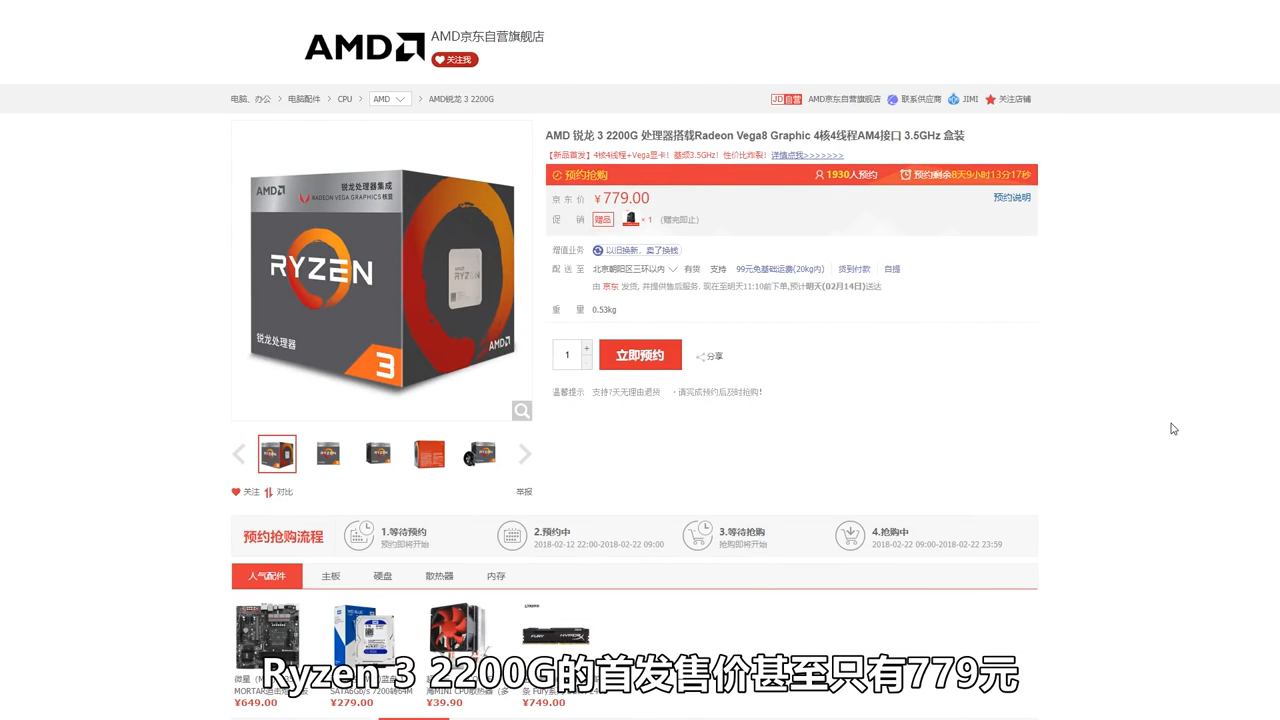 AMD
AMD京东自营旗舰店
关注我
电脑、办公 > 电脑配件 > CPU > AMD > AMD锐龙 3 2200G
JD自营 AMD京东自营旗舰店 联系供应商 JIMI 关注店铺
AMD 锐龙 3 2200G 处理器搭载Radeon Vega8 Graphic 4核4线程AM4接口 3.5GHz 盒装
【新品首发】4核4线程+Vega显卡！基频3.5GHz！性价比炸裂！详情点我>>>>>>>
预约抢购 1930人预约 预约剩余8天9小时13分17秒
京东价 ￥779.00 预约说明
促销 赠品 × 1 （赠完即止）
增值业务 以旧换新，卖了换钱
配送至 北京朝阳区三环以内 有货 支持 99元免基础运费(20kg内) 货到付款 自提
由 京东 发货, 并提供售后服务. 现在至明天11:10前下单,预计明天(02月14日)送达
重量 0.53kg
1 + - 立即预约 分享
温馨提示 支持7天无理由退货 · 请完成预约后及时抢购!
AMD 锐龙处理器集成
RADEON VEGA GRAPHICS核显
RYZEN
AMD
RYZEN
锐龙处理器
3
AMD
关注 对比 举报
预约抢购流程
1.等待预约
预约即将开始
2.预约中
2018-02-12 22:00-2018-02-22 09:00
3.等待抢购
抢购即将开始
4.抢购中
2018-02-22 09:00-2018-02-22 23:59
人气配件 主板 硬盘 散热器 内存
FURY HYPERX
Ryzen 3 2200G的首发售价甚至只有779元
¥649.00 ¥279.00 ¥39.90 ¥749.00